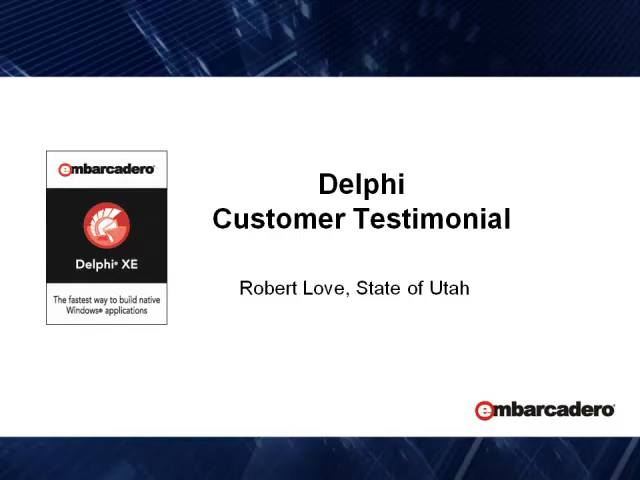 embarcadero
Delphi® XE
The fastest way to build native
Windows® applications
Delphi
Customer Testimonial
Robert Love, State of Utah
embarcadero